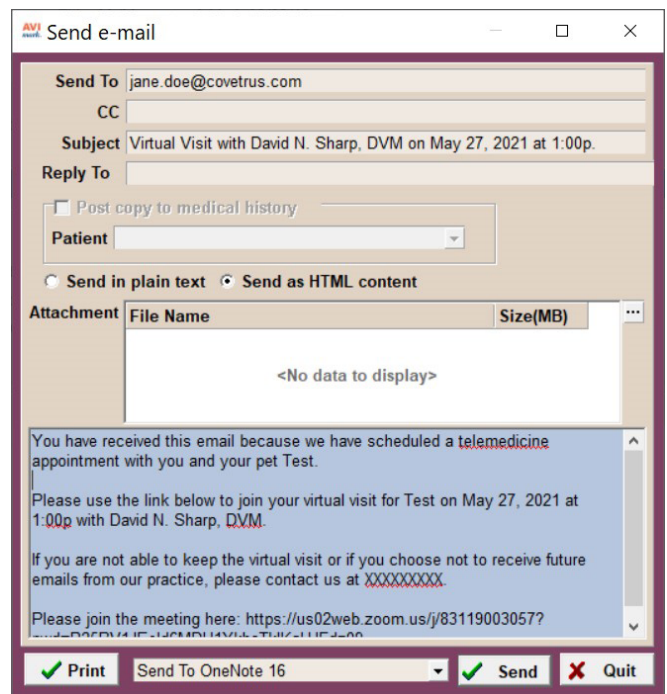 AVI
mark. Send e-mail
Send To jane.doe@covetrus.com
CC
Subject Virtual Visit with David N. Sharp, DVM on May 27, 2021 at 1:00p.
Reply To
Post copy to medical history
Patient
Send in plain text Send as HTML content
Attachment File Name Size(MB) ...
<No data to display>
You have received this email because we have scheduled a telemedicine
appointment with you and your pet Test.
Please use the link below to join your virtual visit for Test on May 27, 2021 at
1:00p with David N. Sharp, DVM.
If you are not able to keep the virtual visit or if you choose not to receive future
emails from our practice, please contact us at XXXXXXXXX.
Please join the meeting here: https://us02web.zoom.us/j/83119003057?
Print Send To OneNote 16 Send Quit